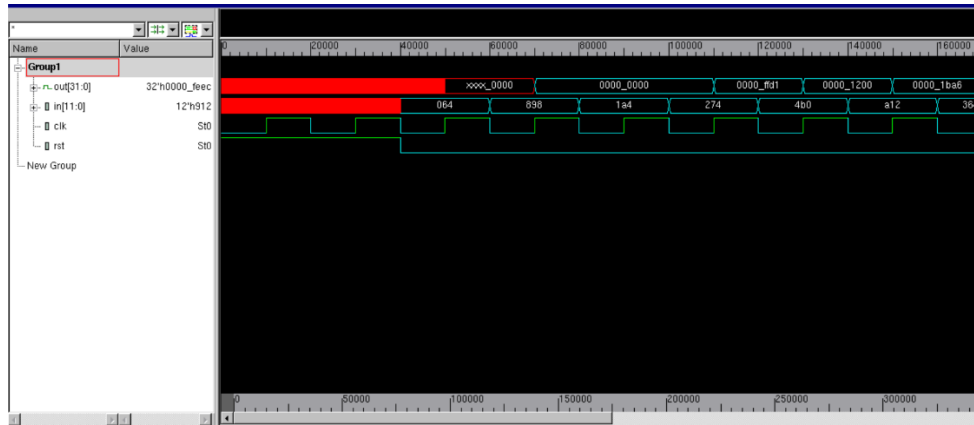 *
Name Value
0 20000 40000 60000 80000 100000 120000 140000 160000
Group1
out[31:0] 32'h0000_feec xxxx_0000 0000_0000 0000_ffd1 0000_1200 0000_1ba6
in[11:0] 12'h912 064 898 1a4 274 4b0 a12 36
clk St0
rst St0
New Group
0 50000 100000 150000 200000 250000 300000